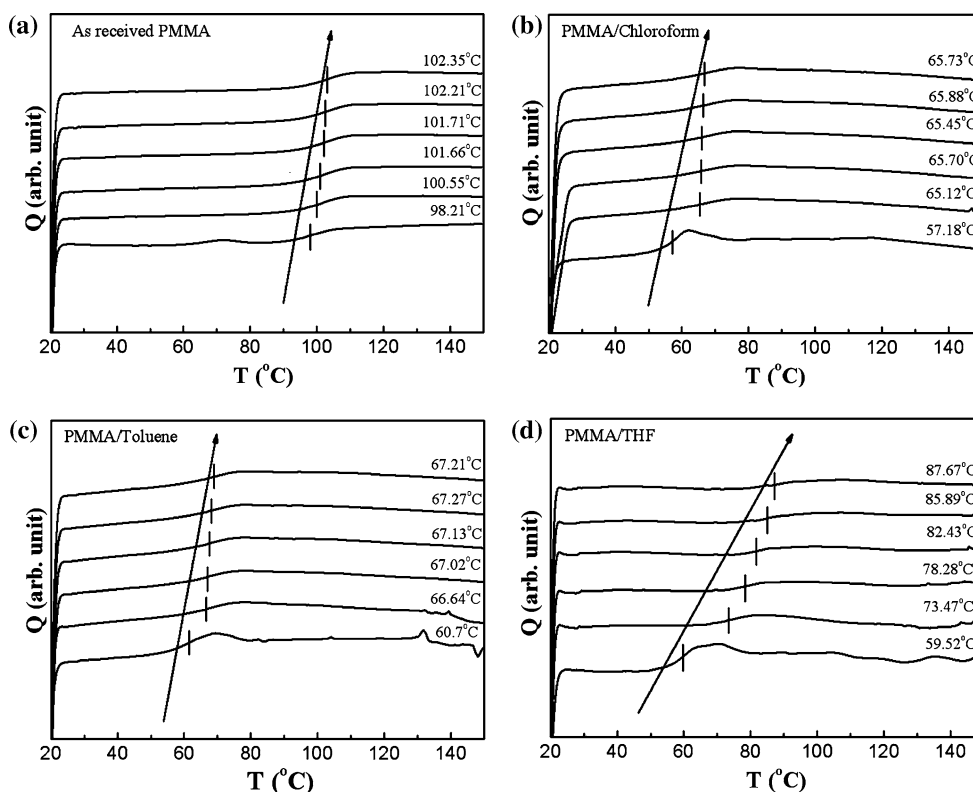 (a)
As received PMMA
102.35°C
102.21°C
101.71°C
101.66°C
100.55°C
98.21°C
Q (arb. unit)
20 40 60 80 100 120 140
T (°C)
(b)
PMMA/Chloroform
65.73°C
65.88°C
65.45°C
65.70°C
65.12°C
57.18°C
Q (arb. unit)
20 40 60 80 100 120 140
T (°C)
(c)
PMMA/Toluene
67.21°C
67.27°C
67.13°C
67.02°C
66.64°C
60.7°C
Q (arb. unit)
20 40 60 80 100 120 140
T (°C)
(d)
PMMA/THF
87.67°C
85.89°C
82.43°C
78.28°C
73.47°C
59.52°C
Q (arb. unit)
20 40 60 80 100 120 140
T (°C)